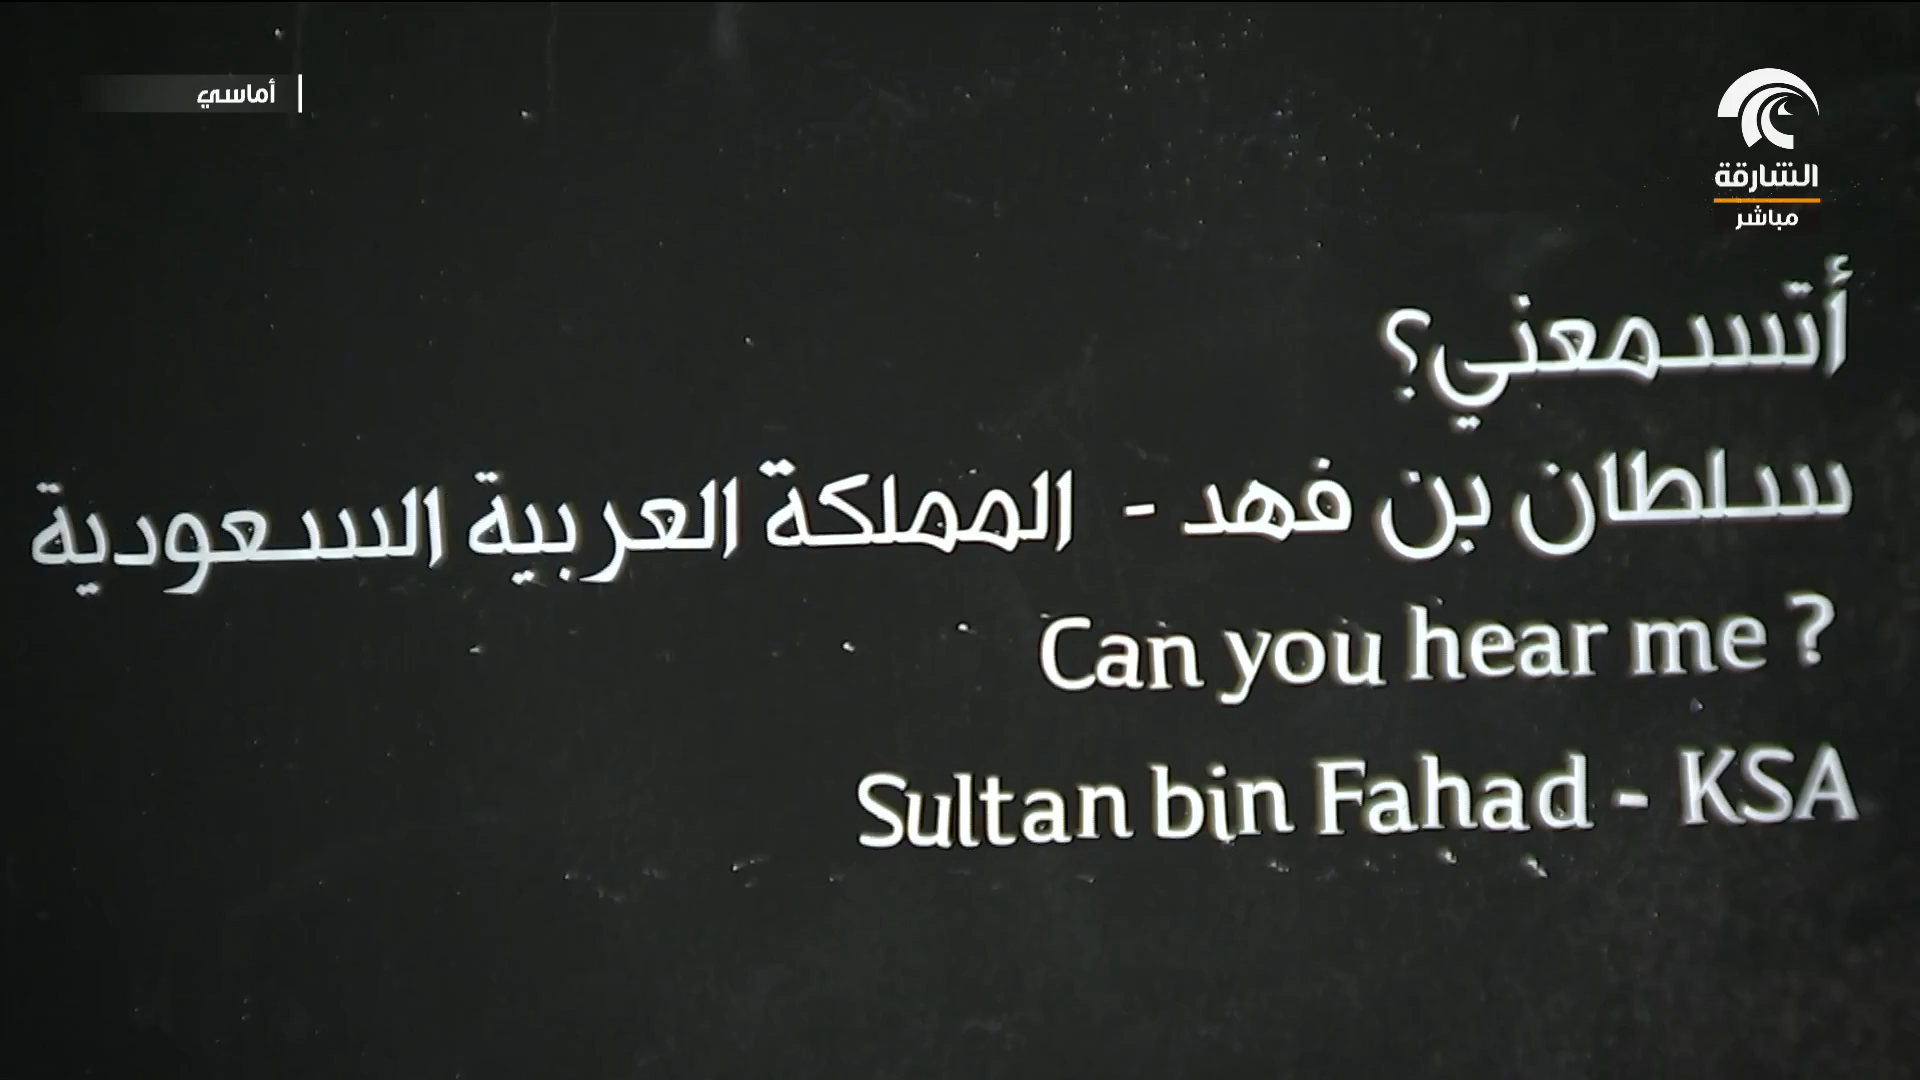 أماسي
الشارقة
مباشر
أتسمعني؟
سلطان بن فهد - المملكة العربية السعودية
Can you hear me ?
Sultan bin Fahad - KSA